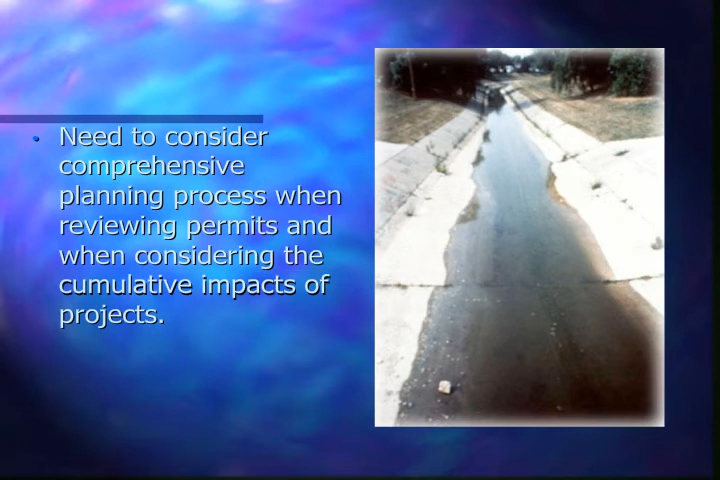 • Need to consider
comprehensive
planning process when
reviewing permits and
when considering the
cumulative impacts of
projects.